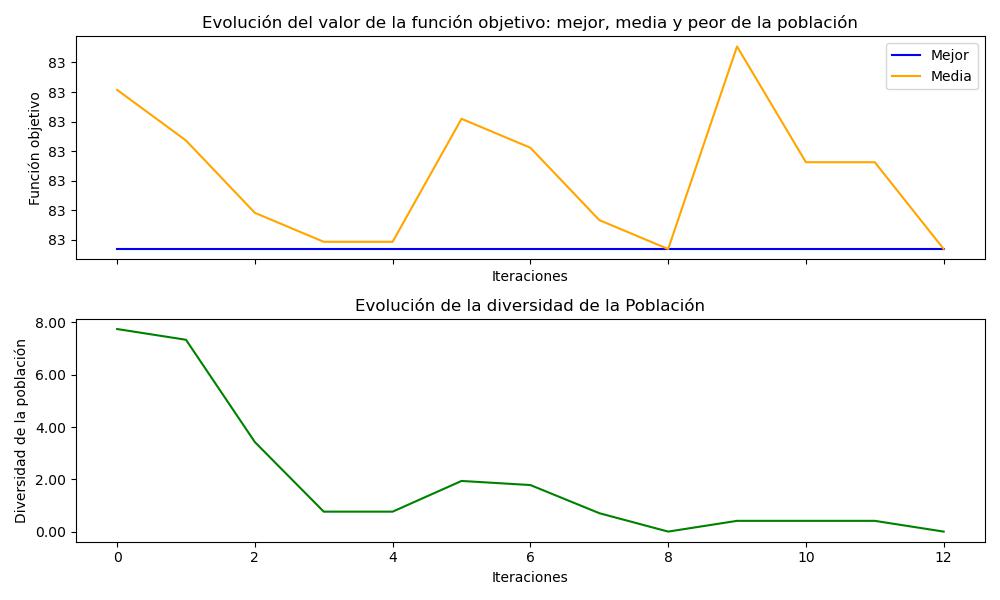 Evolución del valor de la función objetivo: mejor, media y peor de la población
Mejor
Media
83
83
83
83
83
83
83
Función objetivo
Iteraciones
Evolución de la diversidad de la Población
8.00
6.00
4.00
2.00
0.00
Diversidad de la población
0 2 4 6 8 10 12
Iteraciones